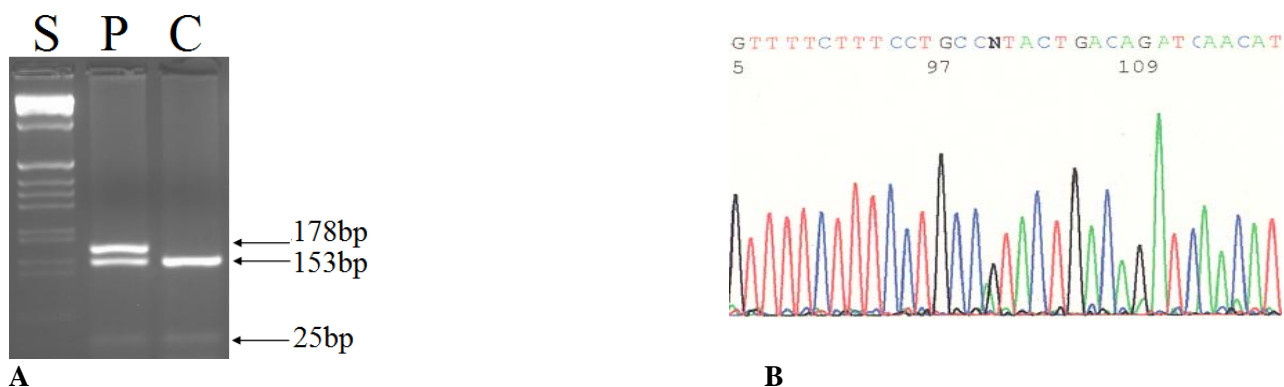 S P C
178bp
153bp
25bp
A
GTTTTCTTTCCTGCCNTACTGACAGATCAACAT
5 97 109
B